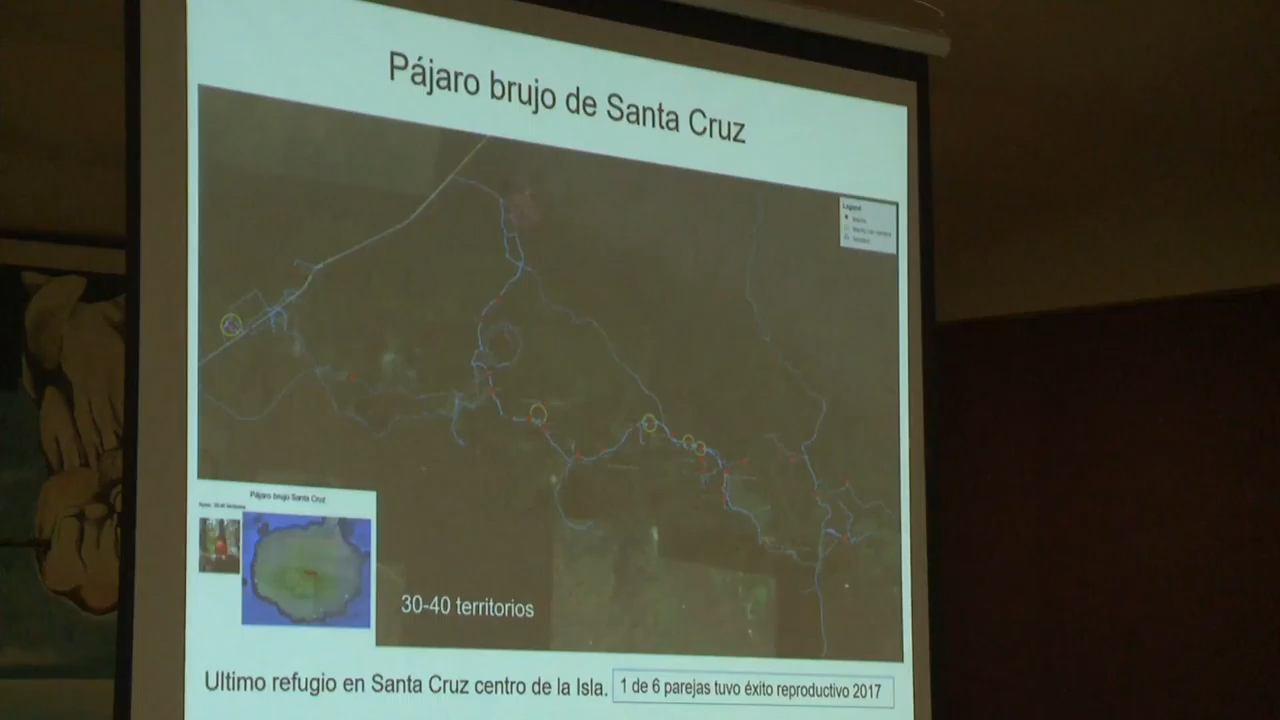 Pájaro brujo de Santa Cruz
Legend
Pájaro brujo Santa Cruz
30-40 territorios
Ultimo refugio en Santa Cruz centro de la Isla.
1 de 6 parejas tuvo éxito reproductivo 2017